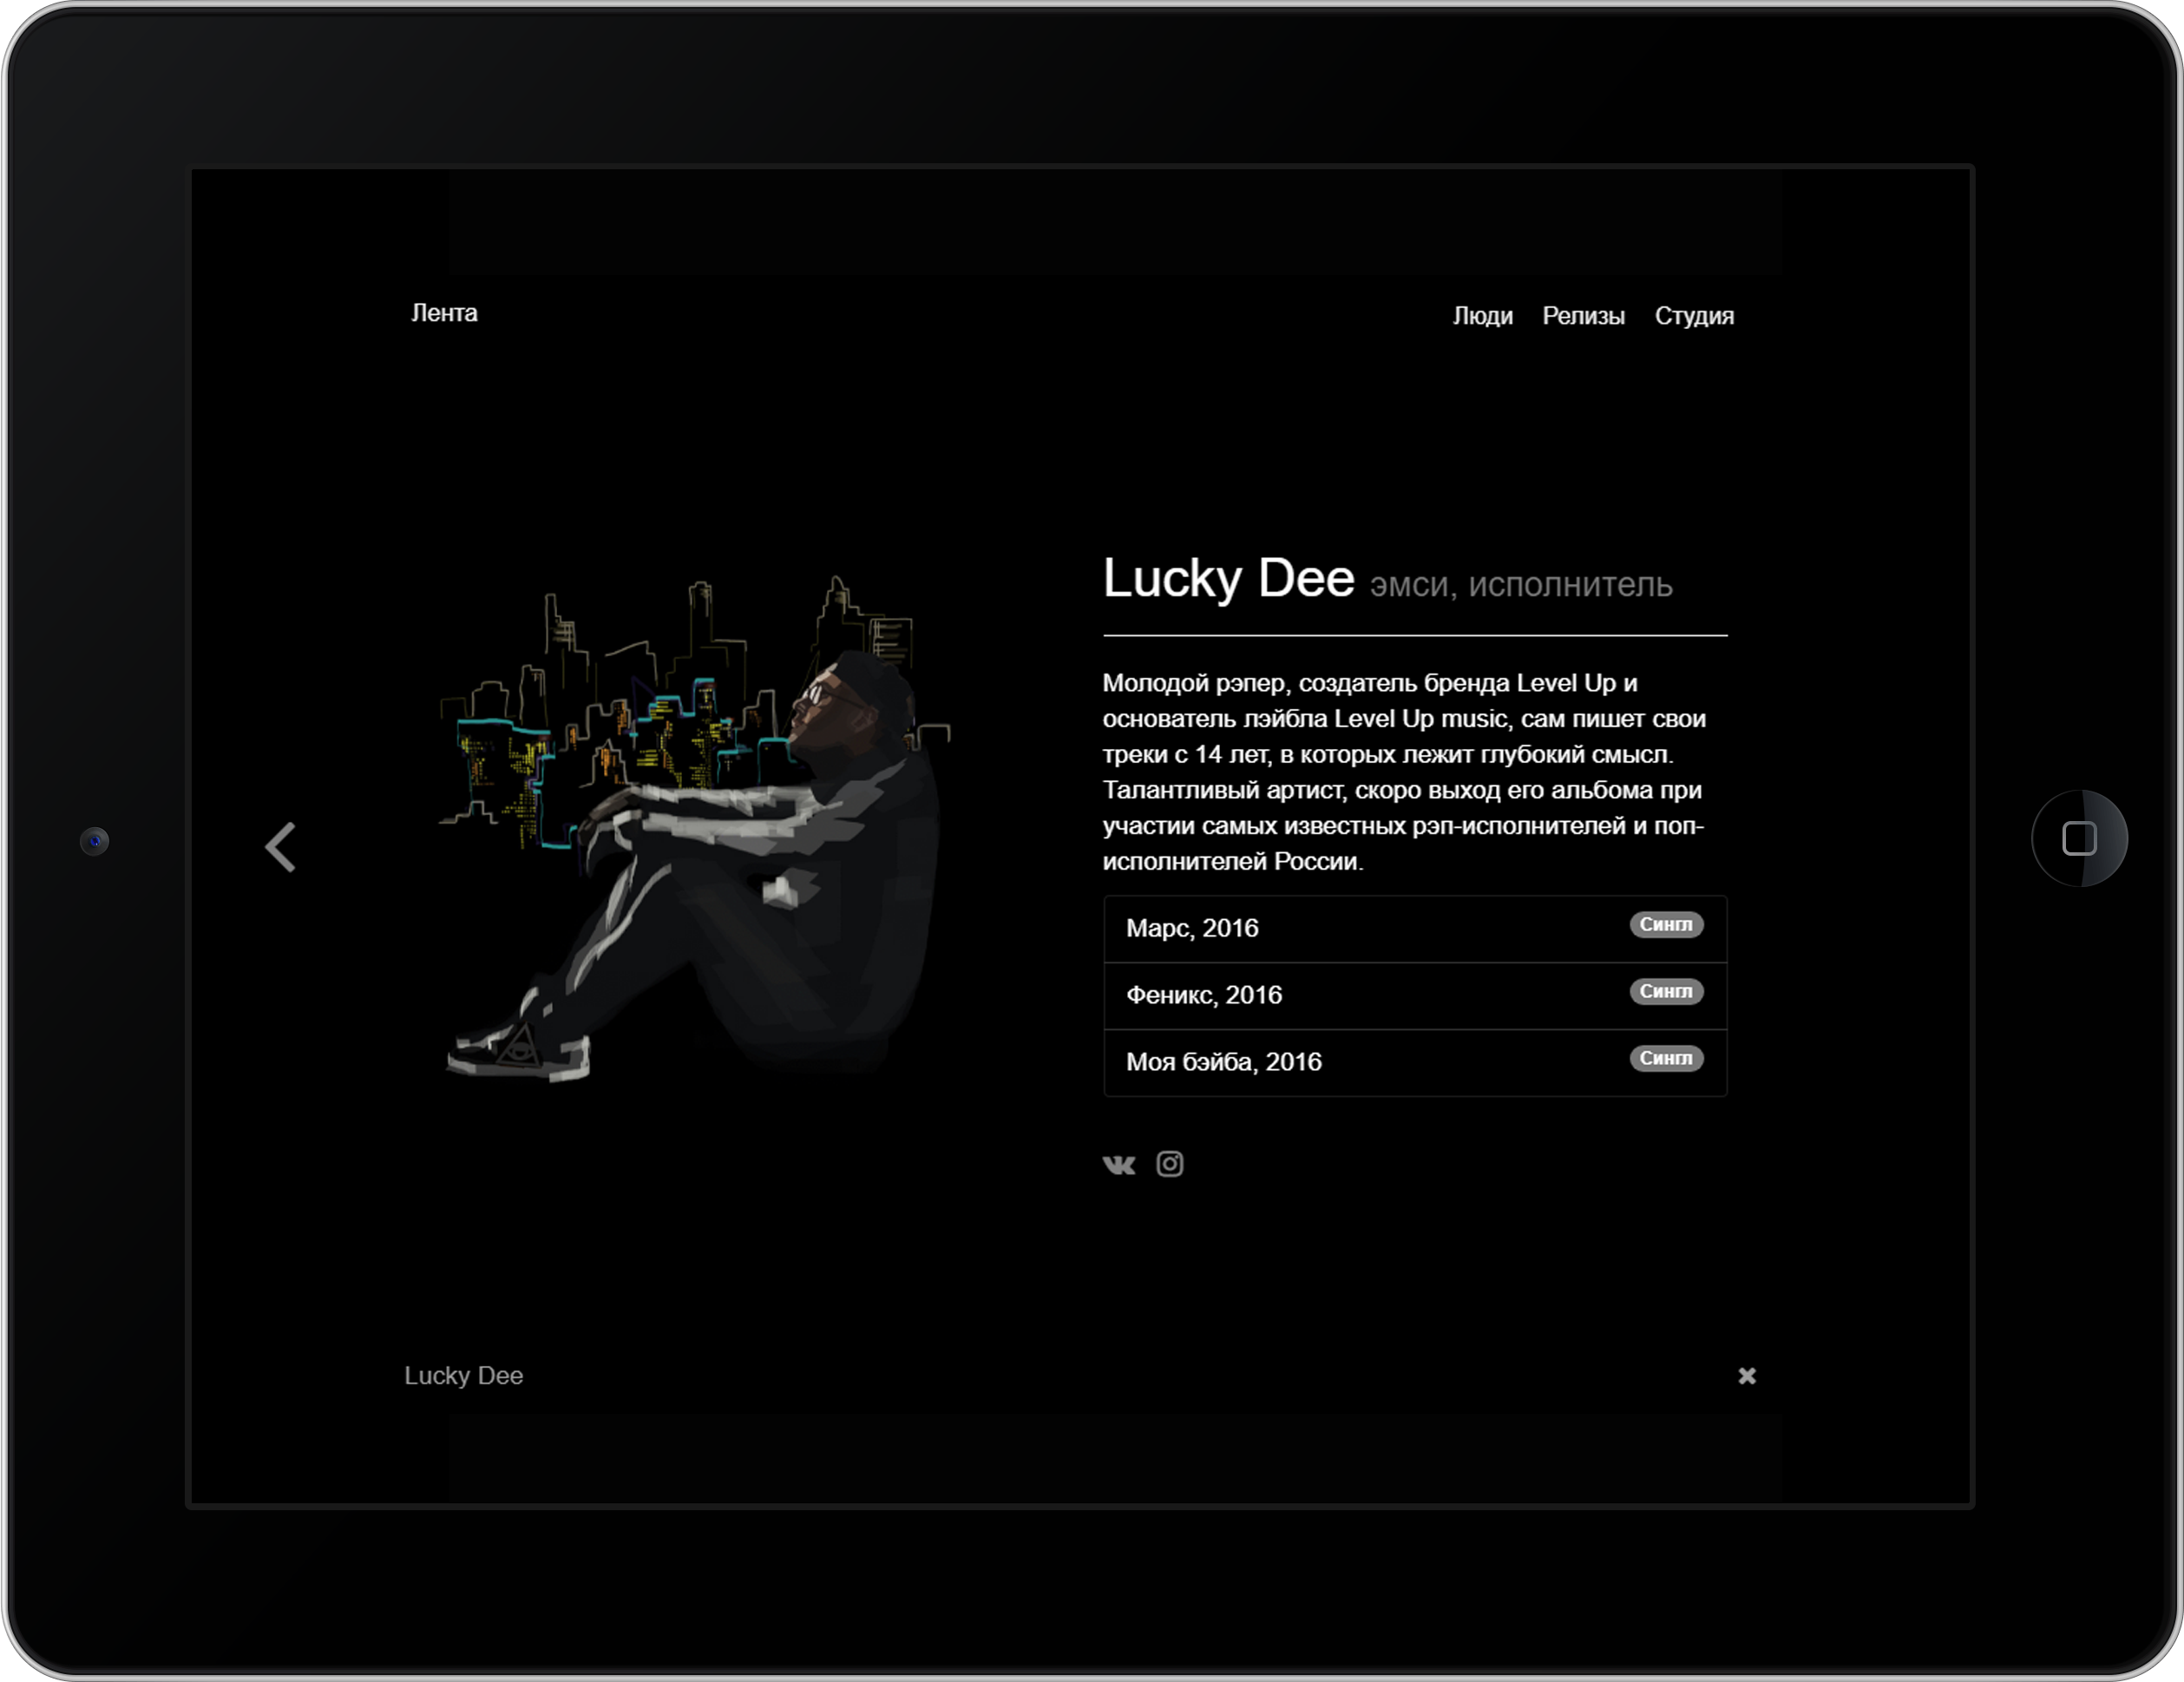 Лента
Люди Релизы Студия
Lucky Dee эмси, исполнитель
Молодой рэпер, создатель бренда Level Up и
основатель лэйбла Level Up music, сам пишет свои
треки с 14 лет, в которых лежит глубокий смысл.
Талантливый артист, скоро выход его альбома при
участии самых известных рэп-исполнителей и поп-
исполнителей России.
Марс, 2016 Сингл
Феникс, 2016 Сингл
Моя бэйба, 2016 Сингл
Lucky Dee